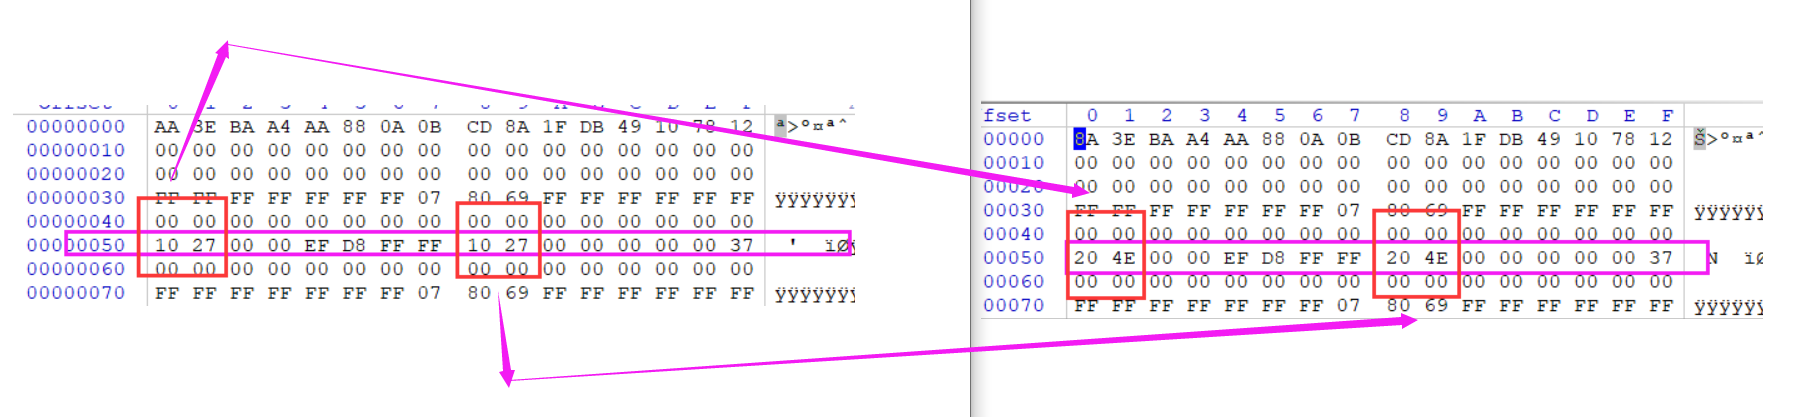 Offset 0 1 2 3 4 5 6 7 8 9 A B C D E F
00000000 AA 3E BA A4 AA 88 0A 0B CD 8A 1F DB 49 10 78 12 ª>º¤ªˆ
00000010 00 00 00 00 00 00 00 00 00 00 00 00 00 00 00 00
00000020 00 00 00 00 00 00 00 00 00 00 00 00 00 00 00 00
00000030 FF FF FF FF FF FF FF 07 80 69 FF FF FF FF FF FF ÿÿÿÿÿÿÿ
00000040 00 00 00 00 00 00 00 00 00 00 00 00 00 00 00 00
00000050 10 27 00 00 EF D8 FF FF 10 27 00 00 00 00 00 37 ' ïØÿ
00000060 00 00 00 00 00 00 00 00 00 00 00 00 00 00 00 00
00000070 FF FF FF FF FF FF FF 07 80 69 FF FF FF FF FF FF ÿÿÿÿÿÿÿ
fset 0 1 2 3 4 5 6 7 8 9 A B C D E F
00000 8A 3E BA A4 AA 88 0A 0B CD 8A 1F DB 49 10 78 12 Š>º¤ªˆ
00010 00 00 00 00 00 00 00 00 00 00 00 00 00 00 00 00
00020 00 00 00 00 00 00 00 00 00 00 00 00 00 00 00 00
00030 FF FF FF FF FF FF FF 07 80 69 FF FF FF FF FF FF ÿÿÿÿÿÿ
00040 00 00 00 00 00 00 00 00 00 00 00 00 00 00 00 00
00050 20 4E 00 00 EF D8 FF FF 20 4E 00 00 00 00 00 37 N ïØ
00060 00 00 00 00 00 00 00 00 00 00 00 00 00 00 00 00
00070 FF FF FF FF FF FF FF 07 80 69 FF FF FF FF FF FF ÿÿÿÿÿÿ